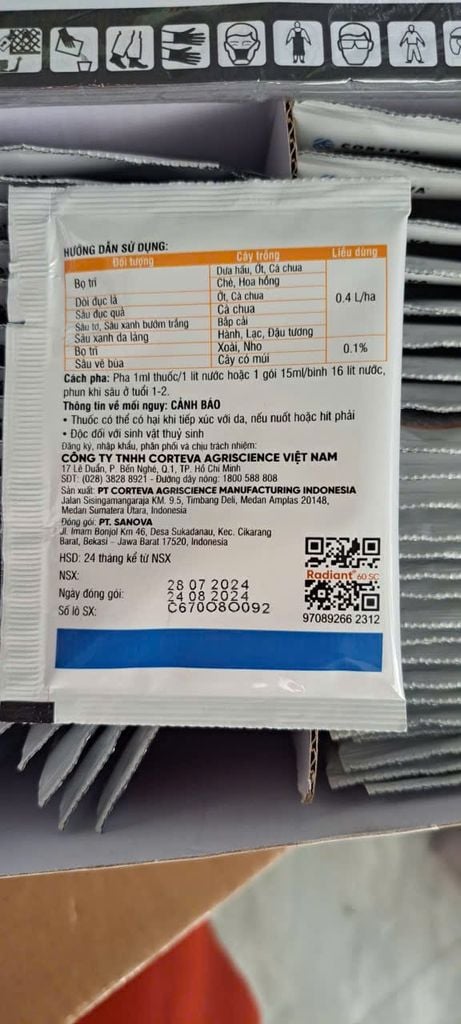 CORTEVA
HƯỚNG DẪN SỬ DỤNG:
Đối tượng Cây trồng Liều dùng
Bọ trĩ Dưa hấu, Ớt, Cà chua
Chè, Hoa hồng
Dòi đục lá Ớt, Cà chua 0.4 L/ha
Sâu đục quả Cà chua
Sâu tơ, Sâu xanh bướm trắng Bắp cải
Sâu xanh da láng Hành, Lạc, Đậu tương
Bọ trĩ Xoài, Nho 0.1%
Sâu vẽ bùa Cây có múi
Cách pha: Pha 1ml thuốc/1 lít nước hoặc 1 gói 15ml/bình 16 lít nước,
phun khi sâu ở tuổi 1-2.
Thông tin về mối nguy: CẢNH BÁO
• Thuốc có thể có hại khi tiếp xúc với da, nếu nuốt hoặc hít phải
• Độc đối với sinh vật thuỷ sinh
Đăng ký, nhập khẩu, phân phối và chịu trách nhiệm:
CÔNG TY TNHH CORTEVA AGRISCIENCE VIỆT NAM
17 Lê Duẩn, P. Bến Nghé, Q.1, TP. Hồ Chí Minh
SĐT: (028) 3828 8921 - Đường dây nóng: 1800 588 808
Sản xuất: PT CORTEVA AGRISCIENCE MANUFACTURING INDONESIA
Jalan Sisingamangaraja KM. 9.5, Timbang Deli, Medan Amplas 20148,
Medan Sumatera Utara, Indonesia
Đóng gói: PT. SANOVA
Jl. Imam Bonjol Km 46, Desa Sukadanau, Kec. Cikarang
Barat, Bekasi – Jawa Barat 17520, Indonesia
HSD: 24 tháng kể từ NSX
NSX: 28 07 2024
Ngày đóng gói: 24 08 2024
Số lô SX: C670080092
Radiant 60 SC
97089266 2312